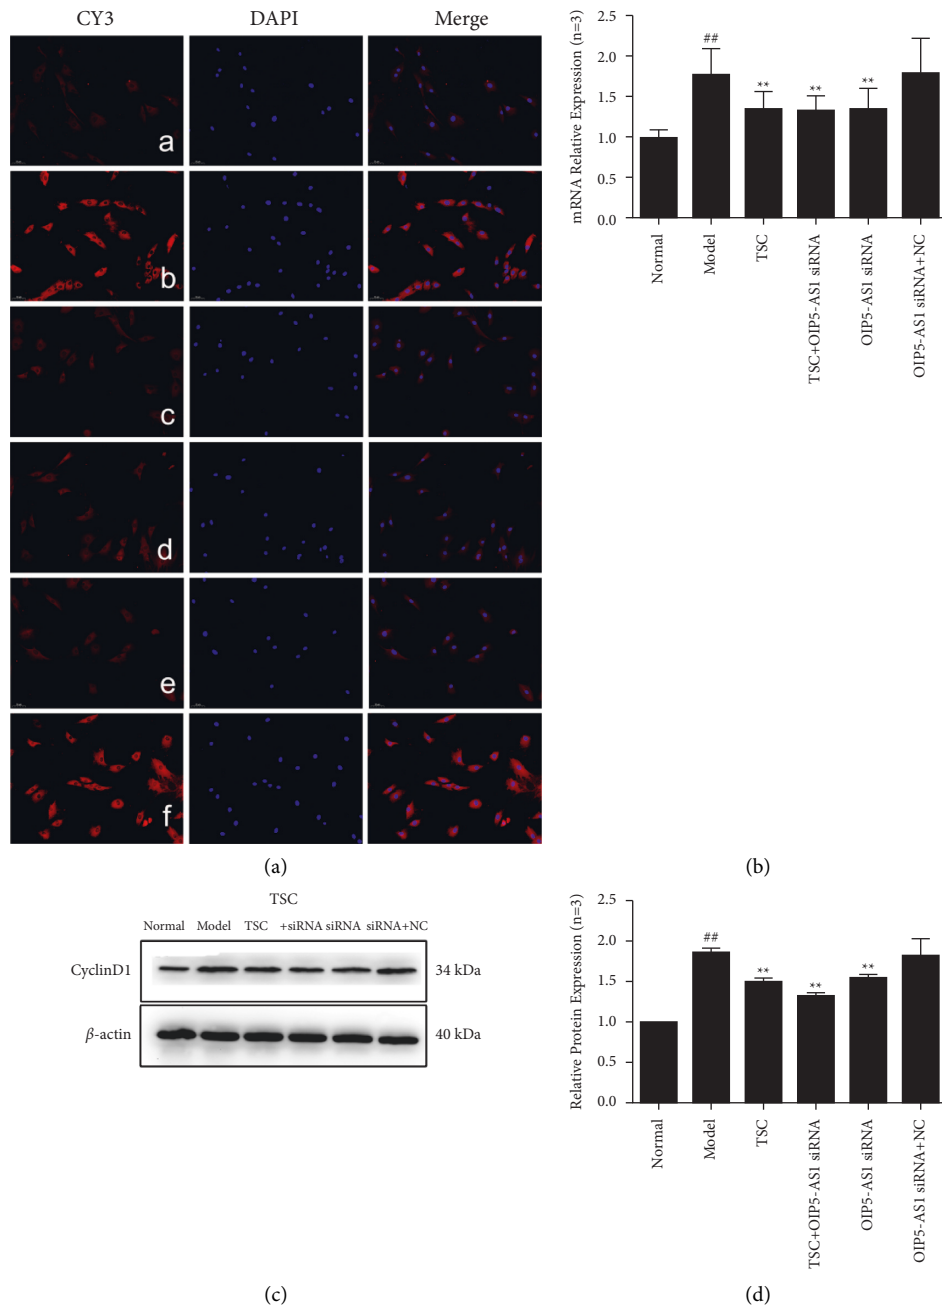 CY3 DAPI Merge
a
b
c
d
e
f
(a)
mRNA Relative Expression (n=3)
2.5
2.0
1.5
1.0
0.5
0.0
##
**
**
**
Normal
Model
TSC
TSC+OIP5-AS1 siRNA
OIP5-AS1 siRNA
OIP5-AS1 siRNA+NC
(b)
TSC
Normal Model TSC +siRNA siRNA siRNA+NC
CyclinD1 34 kDa
β-actin 40 kDa
(c)
Relative Protein Expression (n=3)
2.5
2.0
1.5
1.0
0.5
0.0
##
**
**
**
Normal
Model
TSC
TSC+OIP5-AS1 siRNA
OIP5-AS1 siRNA
OIP5-AS1 siRNA+NC
(d)